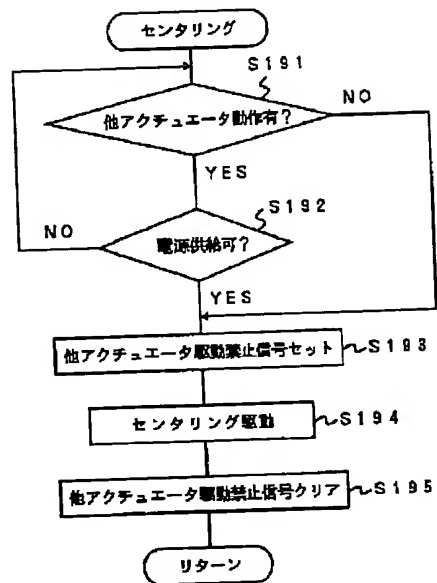 センタリング
S191
他アクチュエータ動作有?
NO
YES
S192
NO
電源供給可?
YES
他アクチュエータ駆動禁止信号セット
S193
センタリング駆動
S194
他アクチュエータ駆動禁止信号クリア
S195
リターン